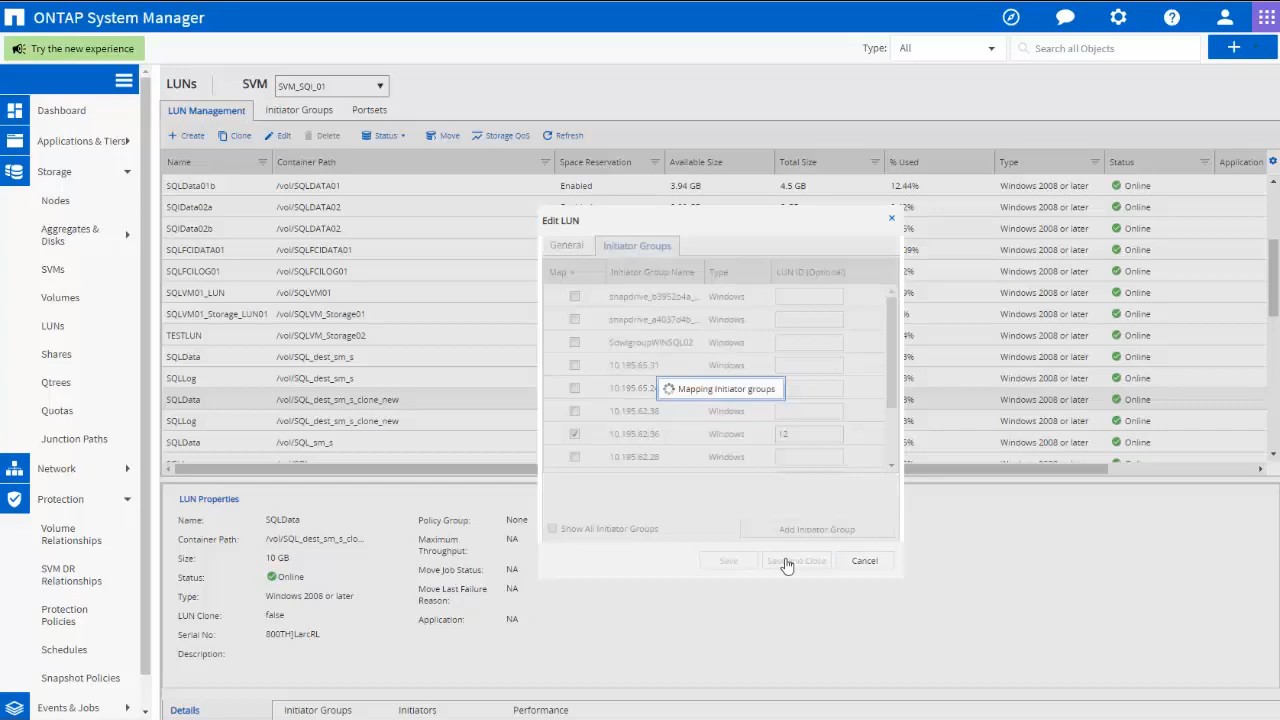 ONTAP System Manager
Try the new experience
Type: All
Search all Objects
Dashboard
Applications & Tiers
Storage
Nodes
Aggregates &
Disks
SVMs
Volumes
LUNs
Shares
Qtrees
Quotas
Junction Paths
Network
Protection
Volume
Relationships
SVM DR
Relationships
Protection
Policies
Schedules
Snapshot Policies
Events & Jobs
LUNs SVM SVM_SQl_01
LUN Management Initiator Groups Portsets
Create Clone Edit Delete Status Move Storage QoS Refresh
Name Container Path Space Reservation Available Size Total Size % Used Type Status Application
SQLData01b /vol/SQLDATA01 Enabled 3.94 GB 4.5 GB 12.44% Windows 2008 or later Online
SQlData02a /vol/SQLDATA02 Windows 2008 or later Online
SQlData02b /vol/SQLDATA02 Windows 2008 or later Online
SQLFCIDATA01 /vol/SQLFCIDATA01 Windows 2008 or later Online
SQLFCILOG01 /vol/SQLFCILOG01 Windows 2008 or later Online
SQLVM01_LUN /vol/SQLVM01 Windows 2008 or later Online
SQLVM01_Storage_LUN01 /vol/SQLVM_Storage01 Windows 2008 or later Online
TESTLUN /vol/SQLVM_Storage02 Windows 2008 or later Online
SQLData /vol/SQL_dest_sm_s Windows 2008 or later Online
SQLLog /vol/SQL_dest_sm_s Windows 2008 or later Online
SQLData /vol/SQL_dest_sm_s_clone_new Windows 2008 or later Online
SQLLog /vol/SQL_dest_sm_s_clone_new Windows 2008 or later Online
SQLData /vol/SQL_sm_s Windows 2008 or later Online
Edit LUN
General Initiator Groups
Map Initiator Group Name Type LUN ID (Optional)
snapdrive_b3952b4a_... Windows
snapdrive_a4037d4b_... Windows
SdwIgroupWINSQL02 Windows
10.195.65.31 Windows
10.195.65.2
Mapping Initiator groups
10.195.62.38 Windows
10.195.62.36 Windows 12
10.195.62.28 Windows
Show All Initiator Groups Add Initiator Group
Save Save and Close Cancel
LUN Properties
Name: SQLData
Container Path: /vol/SQL_dest_sm_s_clo...
Size: 10 GB
Status: Online
Type: Windows 2008 or later
LUN Clone: false
Serial No: 800TH]LarcRL
Description:
Policy Group: None
Maximum
Throughput: NA
Move Job Status: NA
Move Last Failure
Reason: NA
Application: NA
Details Initiator Groups Initiators Performance